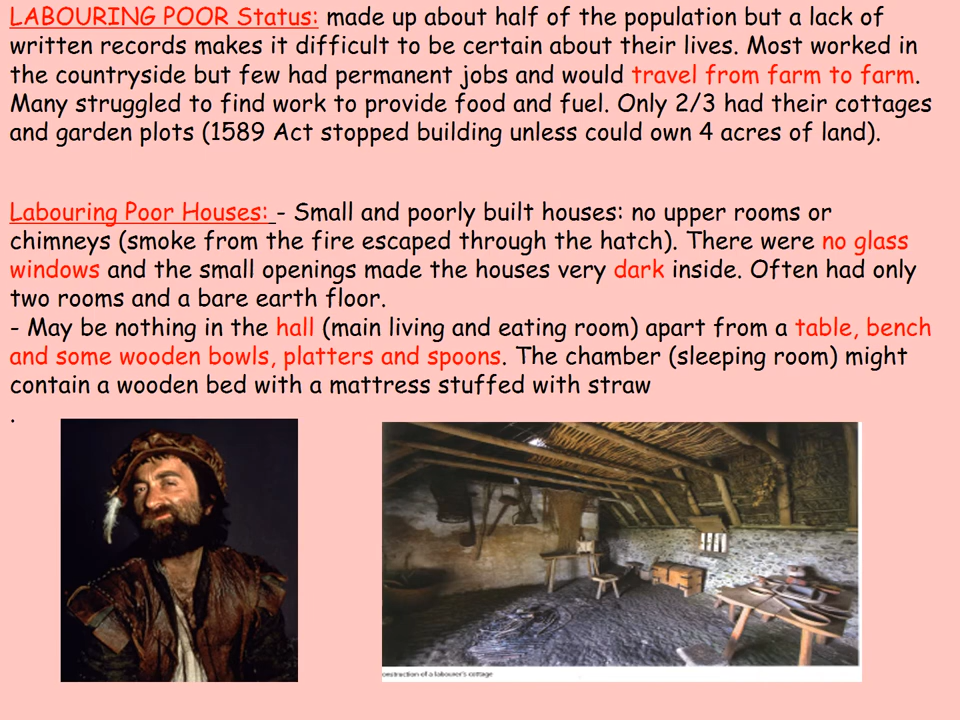 LABOURING POOR Status: made up about half of the population but a lack of
written records makes it difficult to be certain about their lives. Most worked in
the countryside but few had permanent jobs and would travel from farm to farm.
Many struggled to find work to provide food and fuel. Only 2/3 had their cottages
and garden plots (1589 Act stopped building unless could own 4 acres of land).
Labouring Poor Houses: - Small and poorly built houses: no upper rooms or
chimneys (smoke from the fire escaped through the hatch). There were no glass
windows and the small openings made the houses very dark inside. Often had only
two rooms and a bare earth floor.
- May be nothing in the hall (main living and eating room) apart from a table, bench
and some wooden bowls, platters and spoons. The chamber (sleeping room) might
contain a wooden bed with a mattress stuffed with straw
.
onstruction of a labourer's cottage